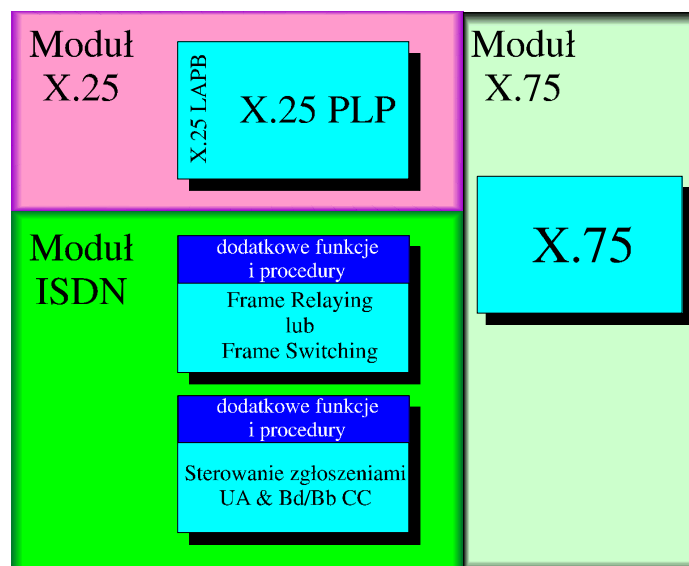 Moduł
X.25
X.25 LAPB
X.25 PLP
Moduł
X.75
X.75
Moduł
ISDN
dodatkowe funkcje
i procedury
Frame Relaying
lub
Frame Switching
dodatkowe funkcje
i procedury
Sterowanie zgłoszeniami
UA & Bd/Bb CC